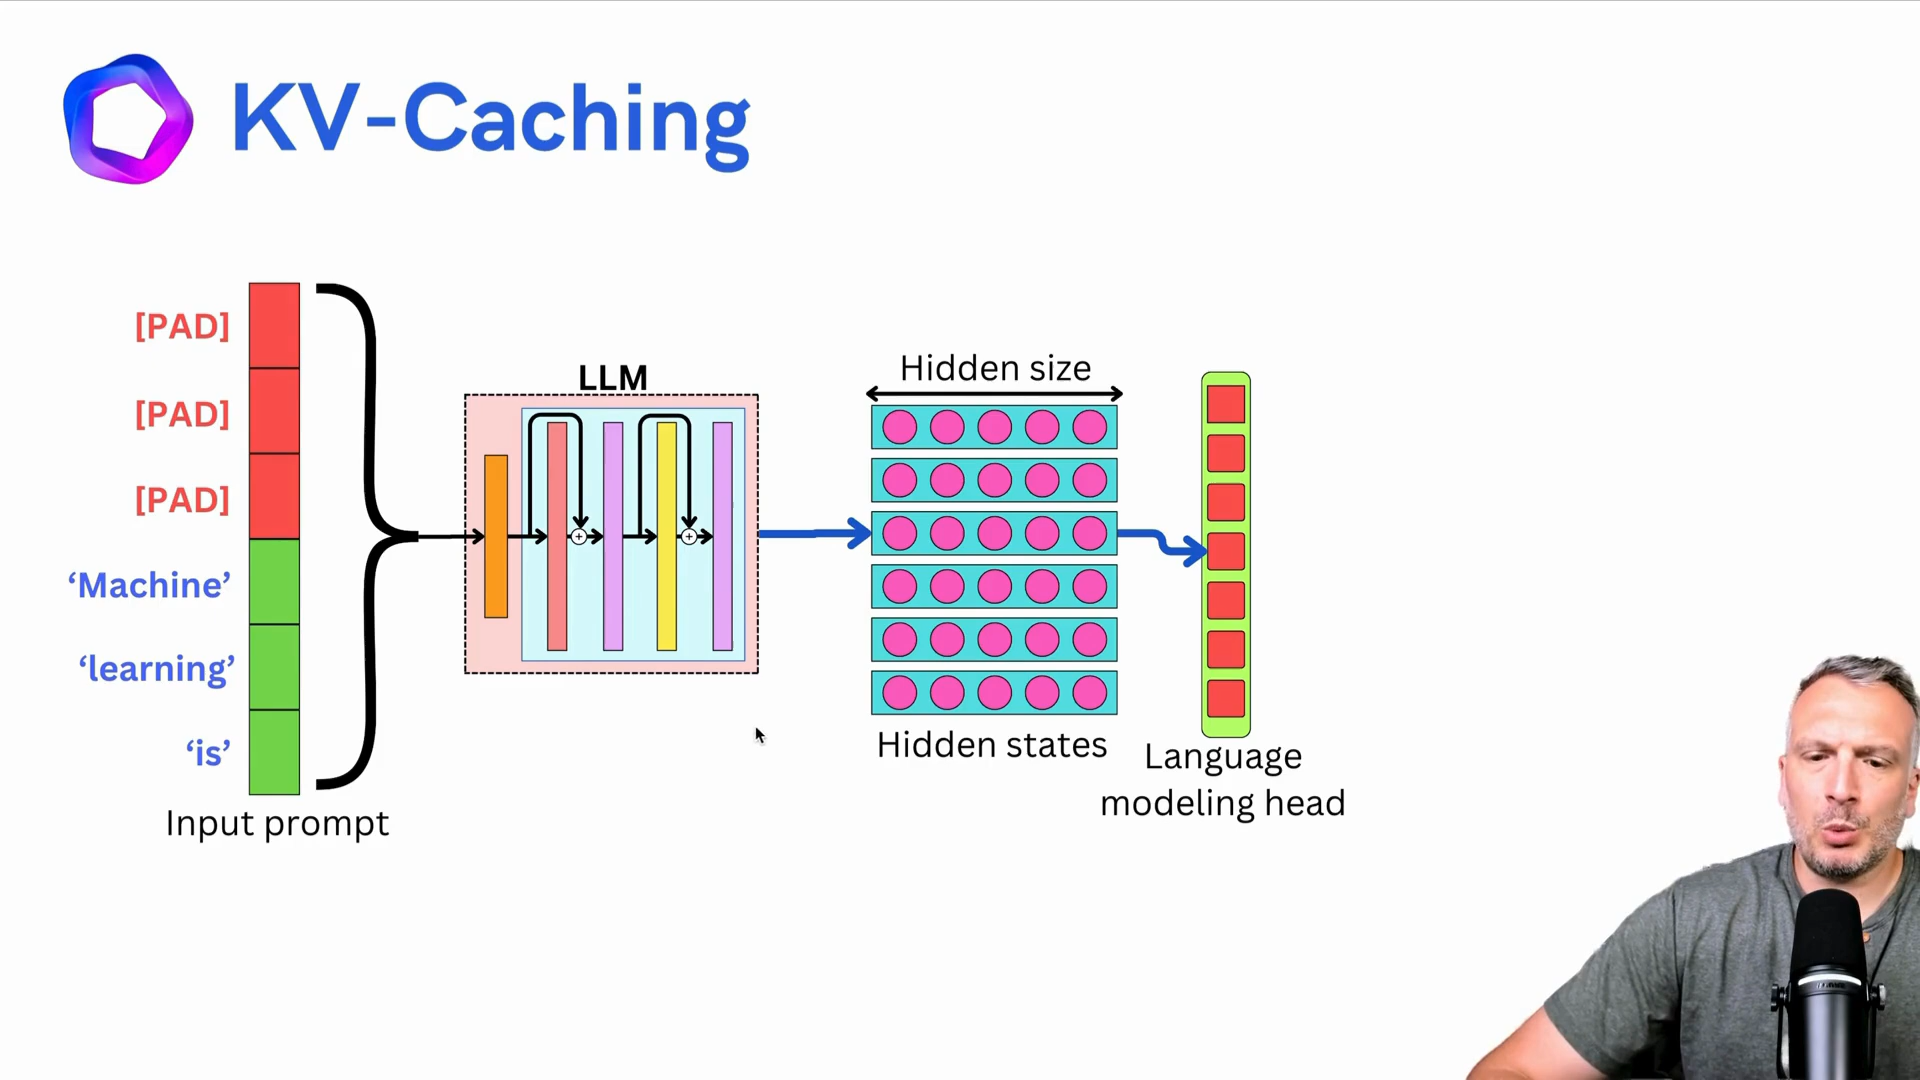 KV-Caching
[PAD]
[PAD]
[PAD]
‘Machine’
‘learning’
‘is’
Input prompt
LLM
Hidden size
Hidden states
Language
modeling head